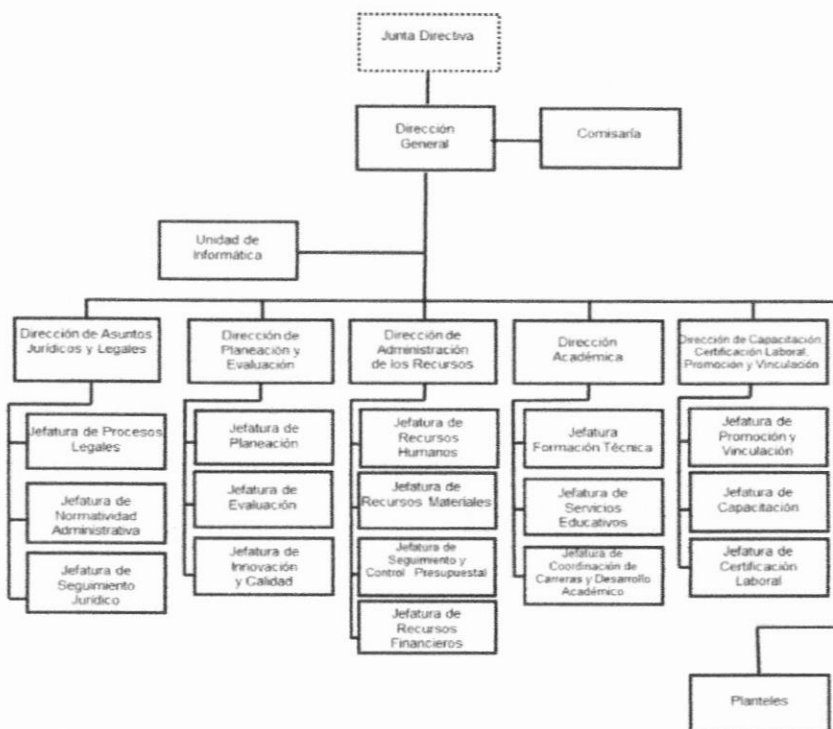 Junta Directiva
Dirección
General
Comisaría
Unidad de
Informática
Dirección de Asuntos
Jurídicos y Legales
Dirección de
Planeación y
Evaluación
Dirección de
Administración
de los Recursos
Dirección
Académica
Dirección de Capacitación,
Certificación Laboral,
Promoción y Vinculación
Jefatura de Procesos
Legales
Jefatura de
Normatividad
Administrativa
Jefatura de
Seguimiento
Jurídico
Jefatura de
Planeación
Jefatura de
Evaluación
Jefatura de
Innovación
y Calidad
Jefatura de
Recursos
Humanos
Jefatura de
Recursos Materiales
Jefatura de
Seguimiento y
Control Presupuestal
Jefatura de
Recursos
Financieros
Jefatura
Formación Técnica
Jefatura de
Servicios
Educativos
Jefatura de
Coordinación de
Carreras y Desarrollo
Académico
Jefatura de
Promoción y
Vinculación
Jefatura de
Capacitación
Jefatura de
Certificación
Laboral
Planteles